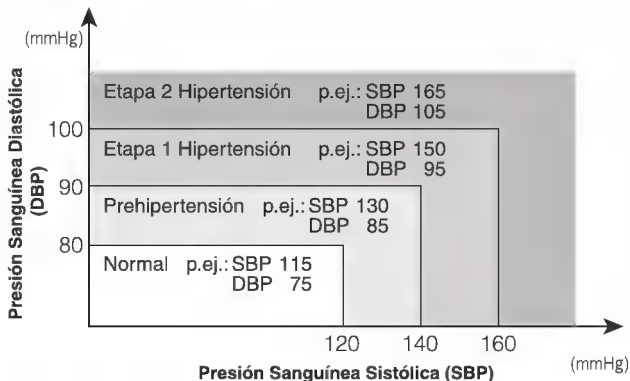 (mmHg)
Presión Sanguínea Diastólica
(DBP)
Etapa 2 Hipertensión p.ej.: SBP 165
DBP 105
100
Etapa 1 Hipertensión p.ej.: SBP 150
DBP 95
90
Prehipertensión p.ej.: SBP 130
DBP 85
80
Normal p.ej.: SBP 115
DBP 75
120 140 160
Presión Sanguínea Sistólica (SBP)
(mmHg)